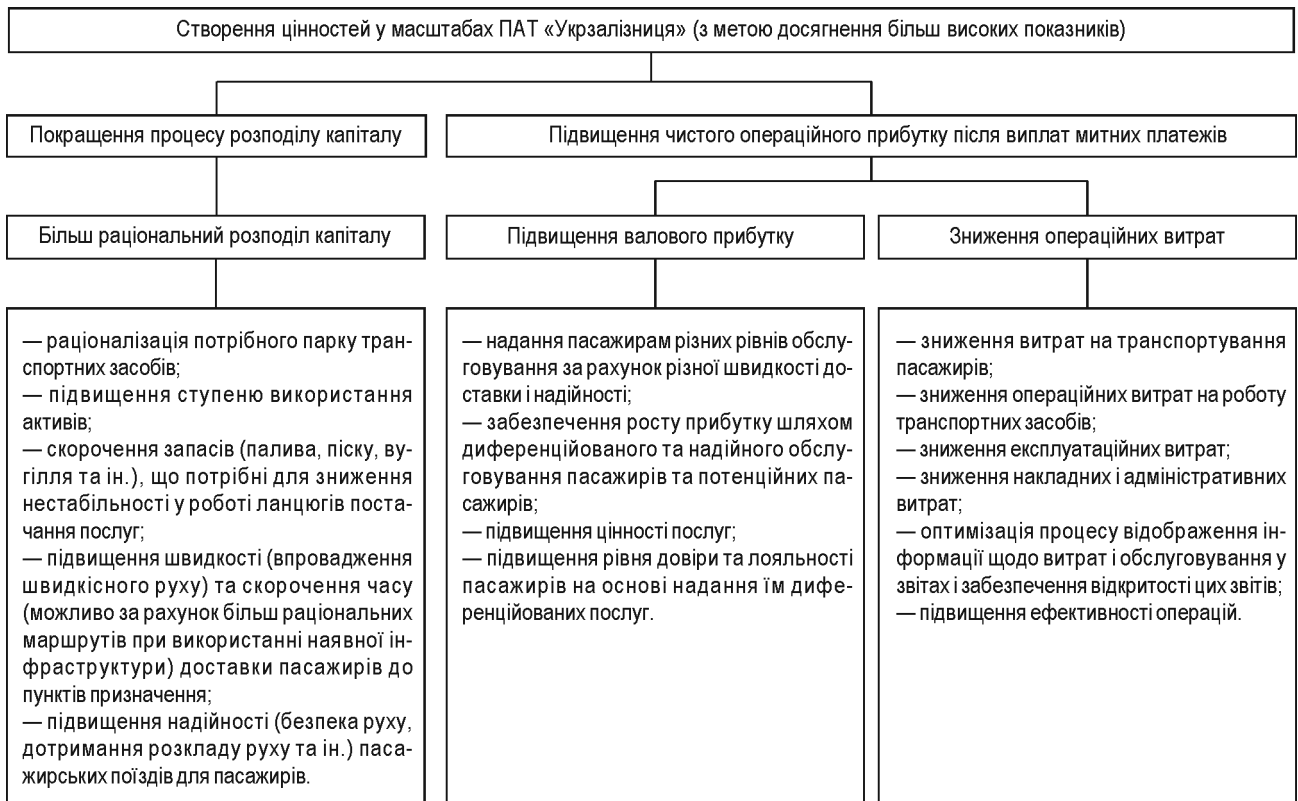 Створення цінностей у масштабах ПАТ «Укрзалізниця» (з метою досягнення більш високих показників)
Покращення процесу розподілу капіталу
Підвищення чистого операційного прибутку після виплат митних платежів
Більш раціональний розподіл капіталу
Підвищення валового прибутку
Зниження операційних витрат
— раціоналізація потрібного парку тран-
спортних засобів;
— підвищення ступеню використання
активів;
— скорочення запасів (палива, піску, ву-
гілля та ін.), що потрібні для зниження
нестабільності у роботі ланцюгів поста-
чання послуг;
— підвищення швидкості (впровадження
швидкісного руху) та скорочення часу
(можливо за рахунок більш раціональних
маршрутів при використанні наявної ін-
фраструктури) доставки пасажирів до
пунктів призначення;
— підвищення надійності (безпека руху,
дотримання розкладу руху та ін.) паса-
жирських поїздів для пасажирів.
— надання пасажирам різних рівнів обслу-
говування за рахунок різної швидкості до-
ставки і надійності;
— забезпечення росту прибутку шляхом
диференційованого та надійного обслу-
говування пасажирів та потенційних па-
сажирів;
— підвищення цінності послуг;
— підвищення рівня довіри та лояльності
пасажирів на основі надання їм дифе-
ренційованих послуг.
— зниження витрат на транспортування
пасажирів;
— зниження операційних витрат на роботу
транспортних засобів;
— зниження експлуатаційних витрат;
— зниження накладних і адміністративних
витрат;
— оптимізація процесу відображення ін-
формації щодо витрат і обслуговування у
звітах і забезпечення відкритості цих звітів;
— підвищення ефективності операцій.